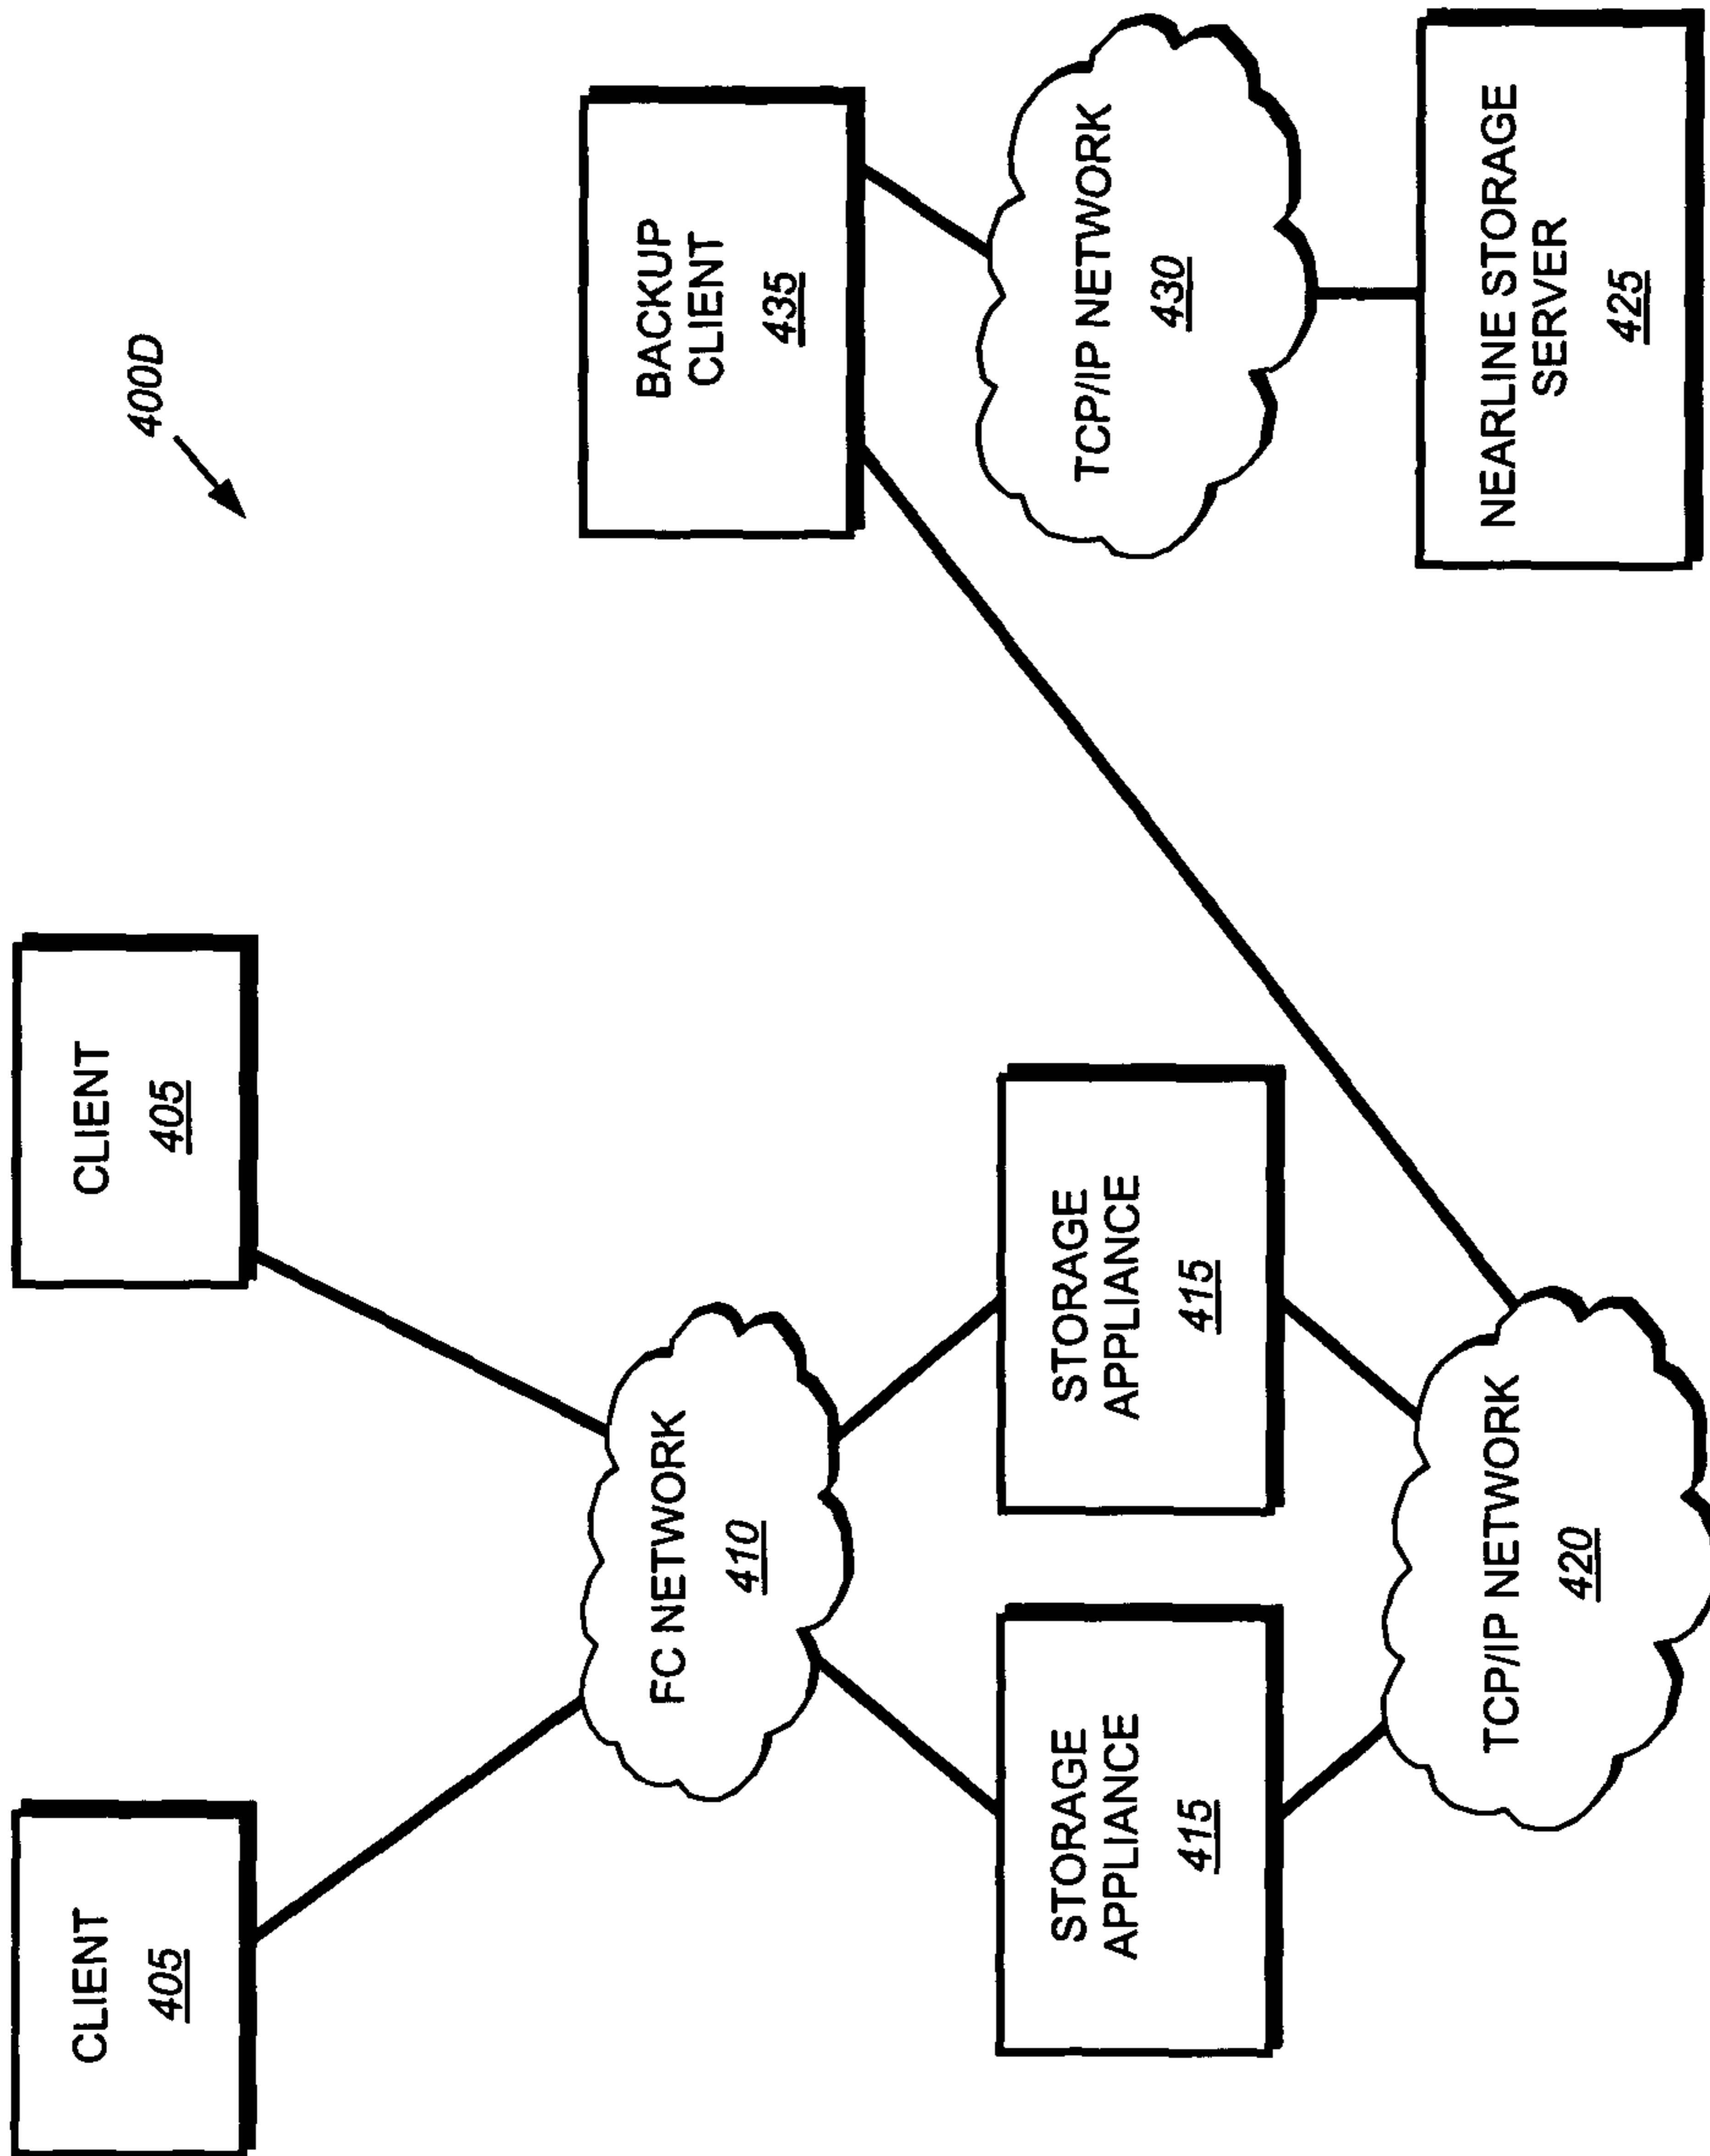 CLIENT
405
CLIENT
405
400D
FC NETWORK
410
BACKUP
CLIENT
435
STORAGE
APPLIANCE
415
STORAGE
APPLIANCE
415
TCP/IP NETWORK
430
TCP/IP NETWORK
420
NEARLINE STORAGE
SERVER
425